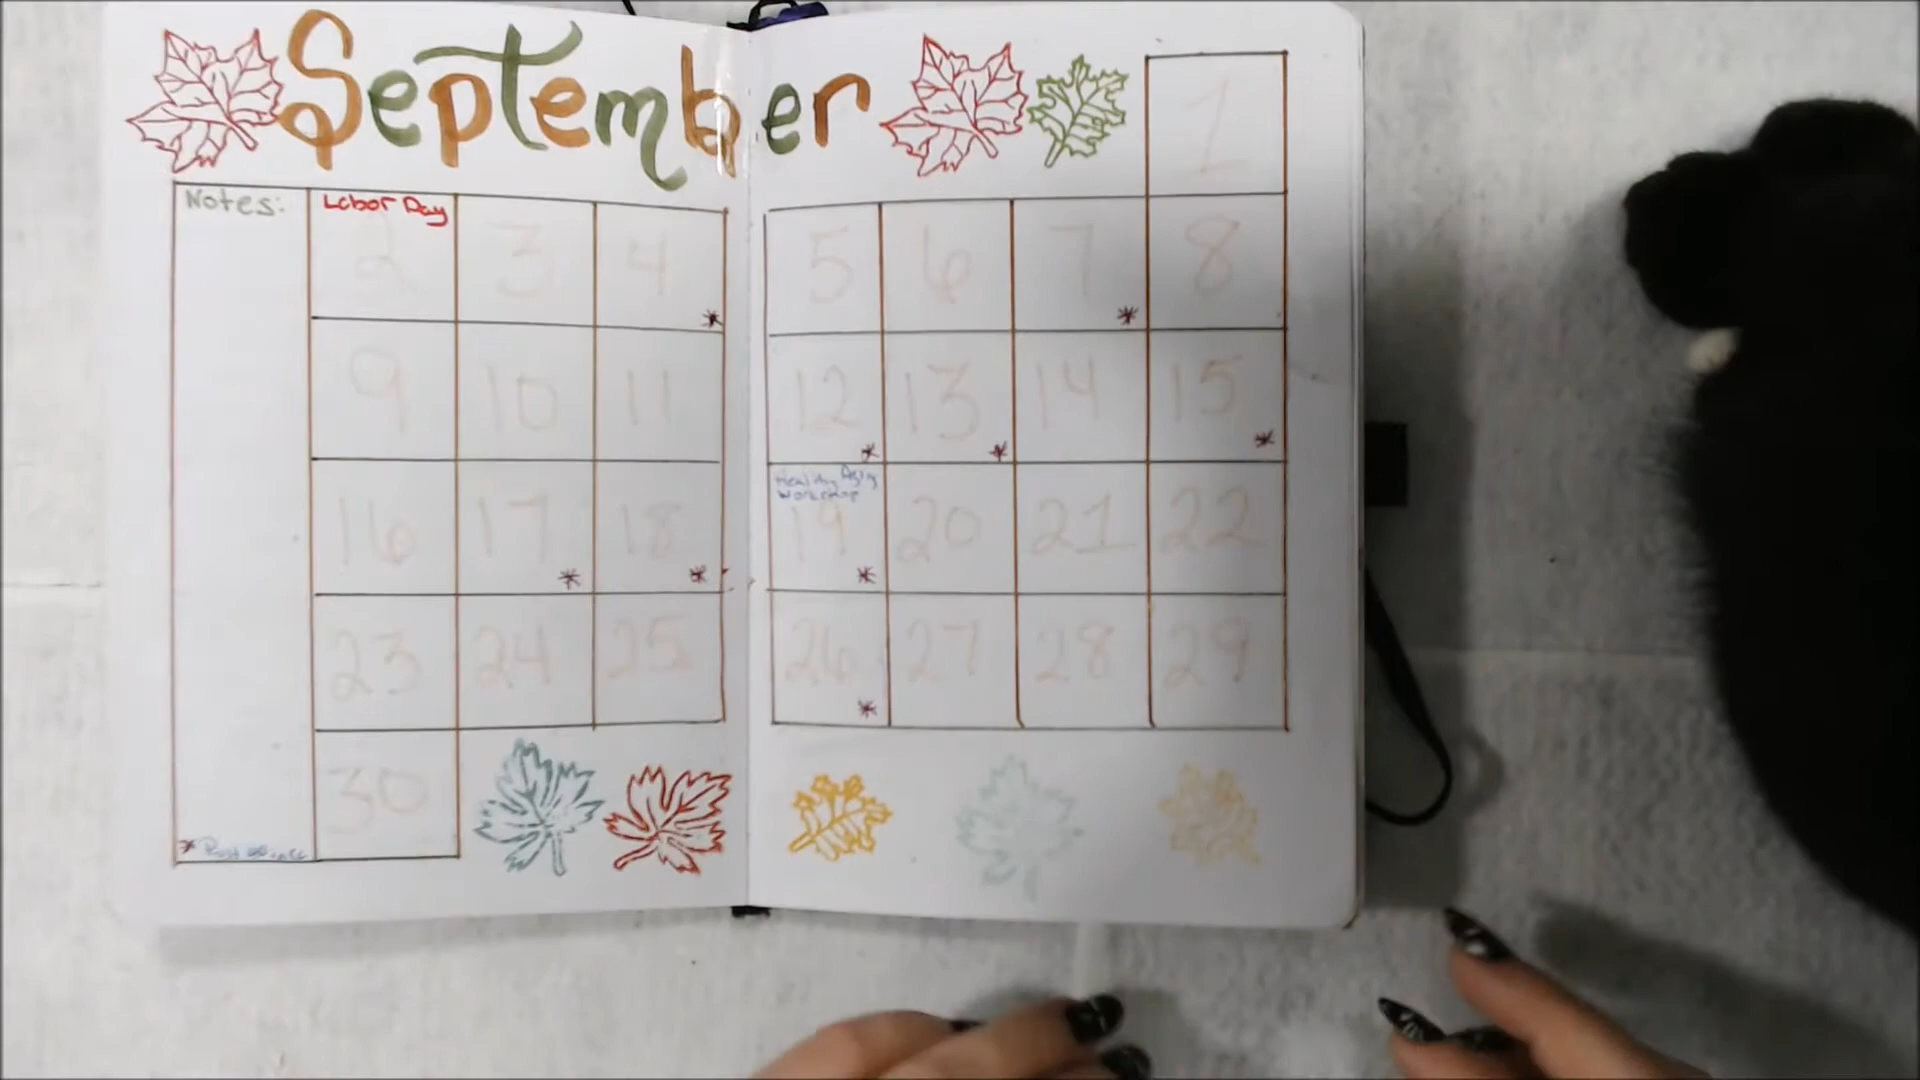 September
1
Notes:
Labor Day
2 3 4 5 6 7 8
* *
9 10 11 12 13 14 15
* * *
Healthy Aging
Workshop
16 17 18 19 20 21 22
* * *
23 24 25 26 27 28 29
*
30
* Post